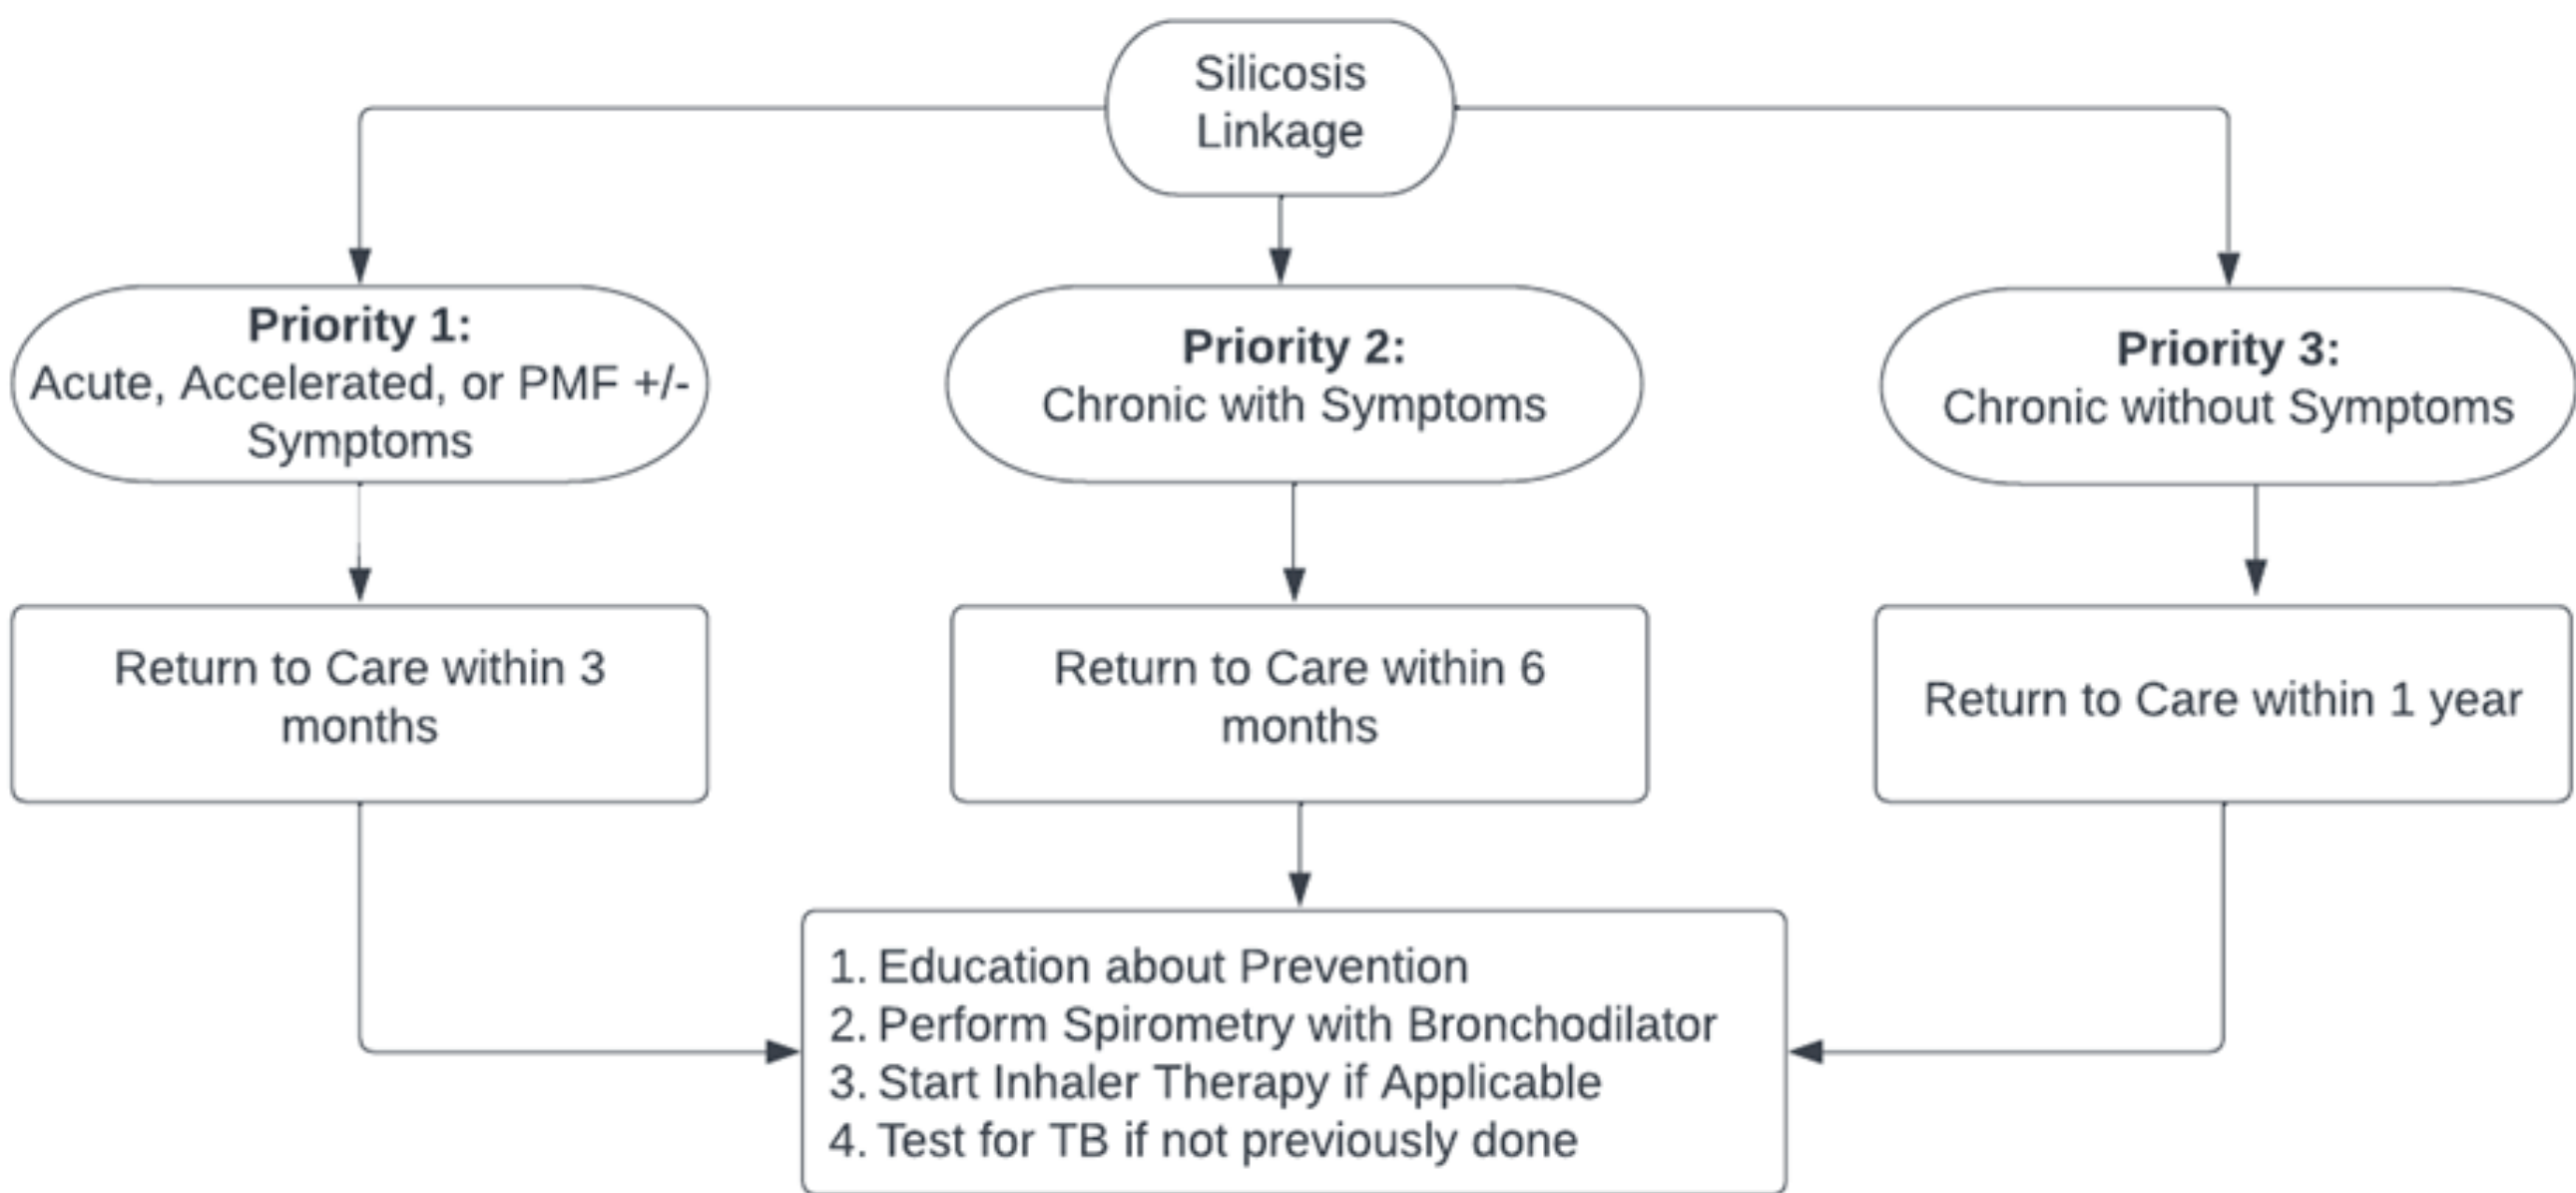 Silicosis
Linkage
Priority 1:
Acute, Accelerated, or PMF +/-
Symptoms
Priority 2:
Chronic with Symptoms
Priority 3:
Chronic without Symptoms
Return to Care within 3
months
Return to Care within 6
months
Return to Care within 1 year
1. Education about Prevention
2. Perform Spirometry with Bronchodilator
3. Start Inhaler Therapy if Applicable
4. Test for TB if not previously done